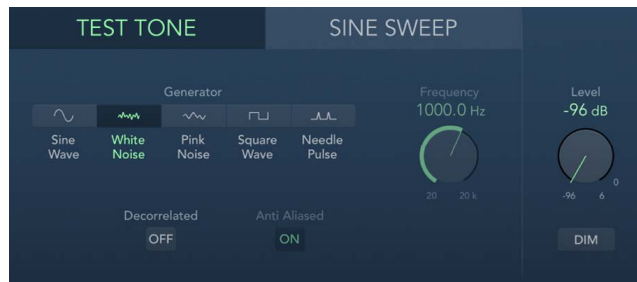 TEST TONE
SINE SWEEP
Generator
Sine Wave
White Noise
Pink Noise
Square Wave
Needle Pulse
Decorrelated
OFF
Anti Aliased
ON
Frequency
1000.0 Hz
20 20 k
Level
-96 dB
0
-96 6
DIM